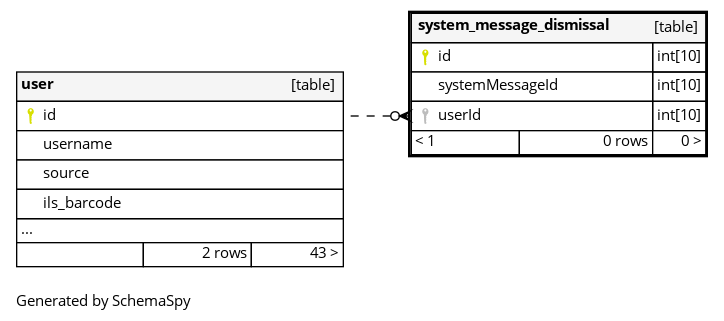 system_message_dismissal [table]
id int[10]
systemMessageId int[10]
userId int[10]
< 1 0 rows 0 >
user [table]
id
username
source
ils_barcode
...
2 rows 43 >
Generated by SchemaSpy